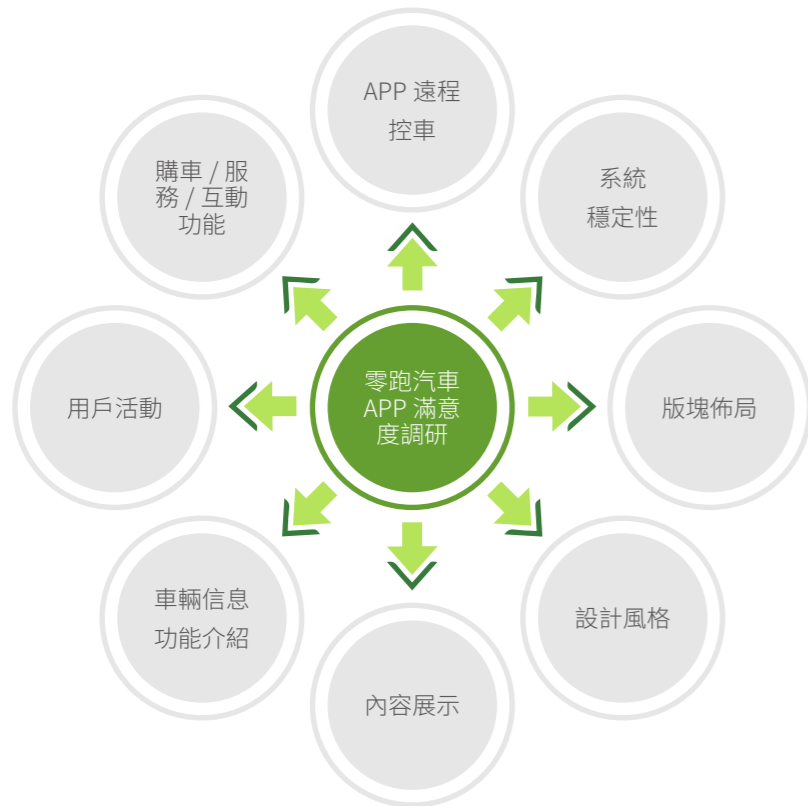 APP 遠程
控車
系統
穩定性
版塊佈局
設計風格
內容展示
車輛信息
功能介紹
用戶活動
購車 / 服
務 / 互動
功能
零跑汽車
APP 滿意
度調研